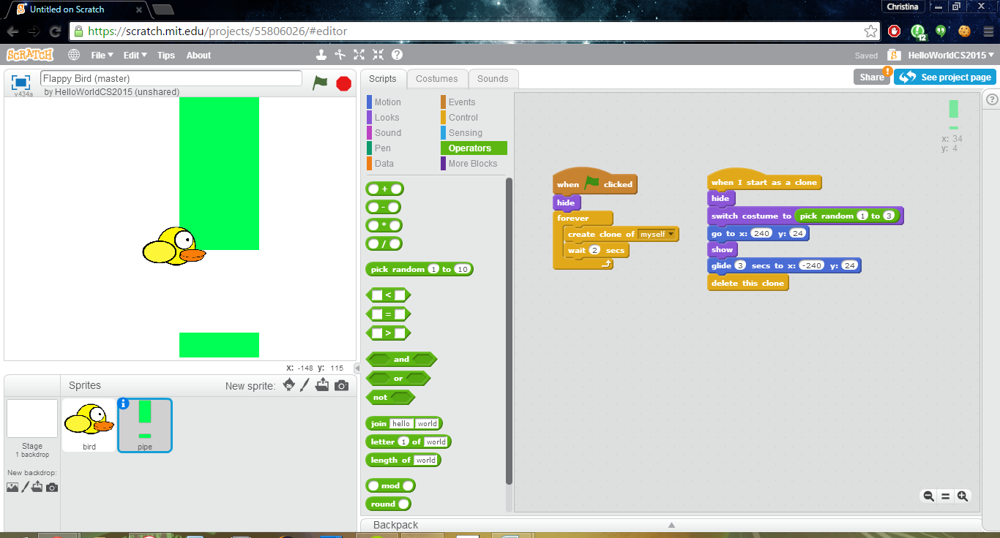 Untitled on Scratch
Christina
https://scratch.mit.edu/projects/55806026/#editor
12
SCRATCH
File
Edit
Tips
About
Saved
HelloWorldCS2015
v434a
Flappy Bird (master)
by HelloWorldCS2015 (unshared)
Scripts
Costumes
Sounds
Share
!
See project page
Motion
Looks
Sound
Pen
Data
Events
Control
Sensing
Operators
More Blocks
+
-
*
/
pick random 1 to 10
<
=
>
and
or
not
join hello world
letter 1 of world
length of world
mod
round
when clicked
hide
forever
create clone of myself
wait 2 secs
when I start as a clone
hide
switch costume to pick random 1 to 3
go to x: 240 y: 24
show
glide 3 secs to x: -240 y: 24
delete this clone
x: 34
y: 4
x: -148 y: 115
Sprites
New sprite:
Stage
1 backdrop
New backdrop:
bird
pipe
Backpack